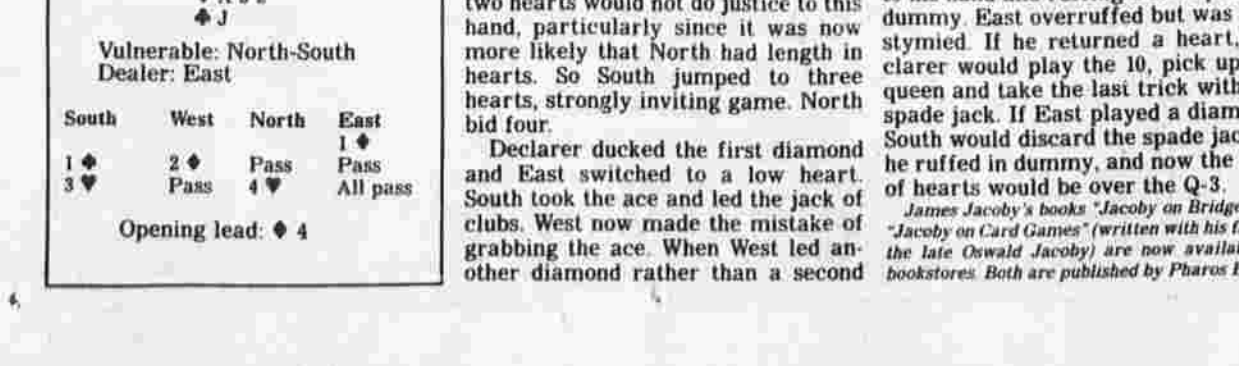 ♣ J
Vulnerable: North-South
Dealer: East
South West North East
1 ♦
1 ♠ 2 ♦ Pass Pass
3 ♥ Pass 4 ♥ All pass
Opening lead: ♦ 4
two hearts would not do justice to this
hand, particularly since it was now
more likely that North had length in
hearts. So South jumped to three
hearts, strongly inviting game. North
bid four.
Declarer ducked the first diamond
and East switched to a low heart.
South took the ace and led the jack of
clubs. West now made the mistake of
grabbing the ace. When West led an-
other diamond rather than a second
dummy. East overruffed but was
stymied. If he returned a heart,
clarer would play the 10, pick up
queen and take the last trick with
spade jack. If East played a diam
South would discard the spade jac
he ruffed in dummy, and now the
of hearts would be over the Q-3.
James Jacoby's books "Jacoby on Bridge
"Jacoby on Card Games" (written with his f
the late Oswald Jacoby) are now availa
bookstores. Both are published by Pharos B